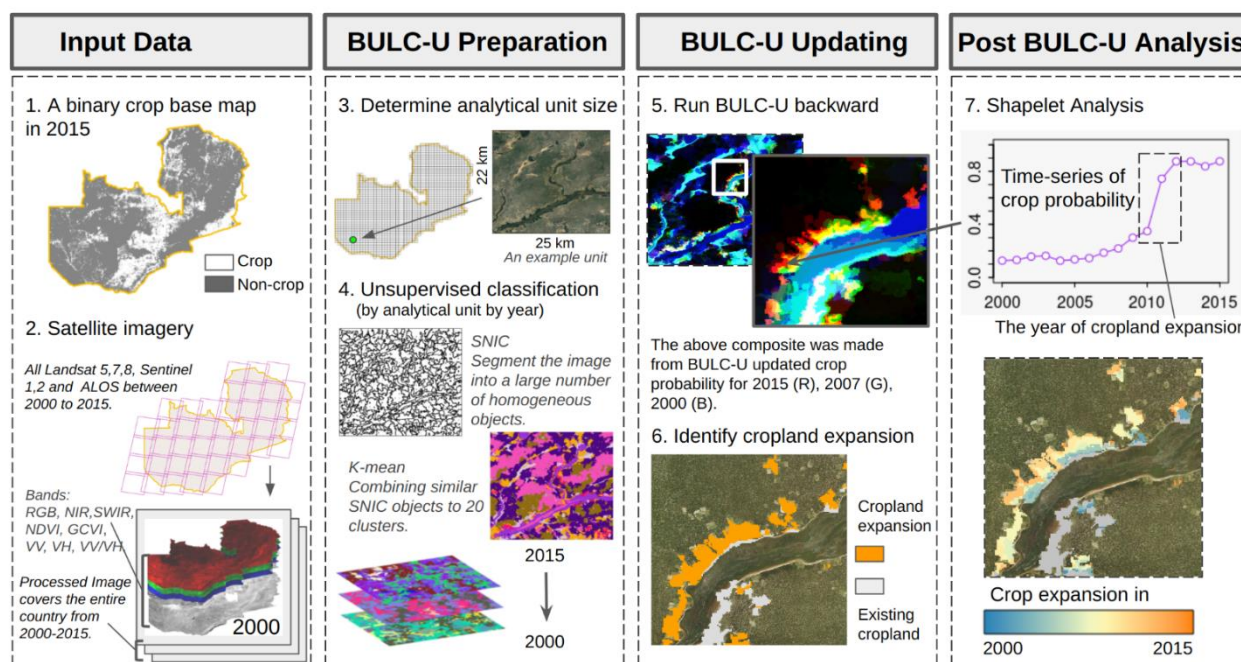 Input Data
1. A binary crop base map
in 2015
Crop
Non-crop
2. Satellite imagery
All Landsat 5,7,8, Sentinel
1,2 and ALOS between
2000 to 2015.
Bands:
RGB, NIR,SWIR,
NDVI, GCVI,
VV, VH, VV/VH
Processed Image
covers the entire
country from
2000-2015.
2000
BULC-U Preparation
3. Determine analytical unit size
22 km
25 km
An example unit
4. Unsupervised classification
(by analytical unit by year)
SNIC
Segment the image
into a large number
of homogeneous
objects.
K-mean
Combining similar
SNIC objects to 20
clusters.
2015
2000
BULC-U Updating
5. Run BULC-U backward
The above composite was made
from BULC-U updated crop
probability for 2015 (R), 2007 (G),
2000 (B).
6. Identify cropland expansion
Cropland
expansion
Existing
cropland
Post BULC-U Analysis
7. Shapelet Analysis
Time-series of
crop probability
0.8
0.4
0.0
2000
2005
2010
2015
The year of cropland expansion
Crop expansion in
2000
2015